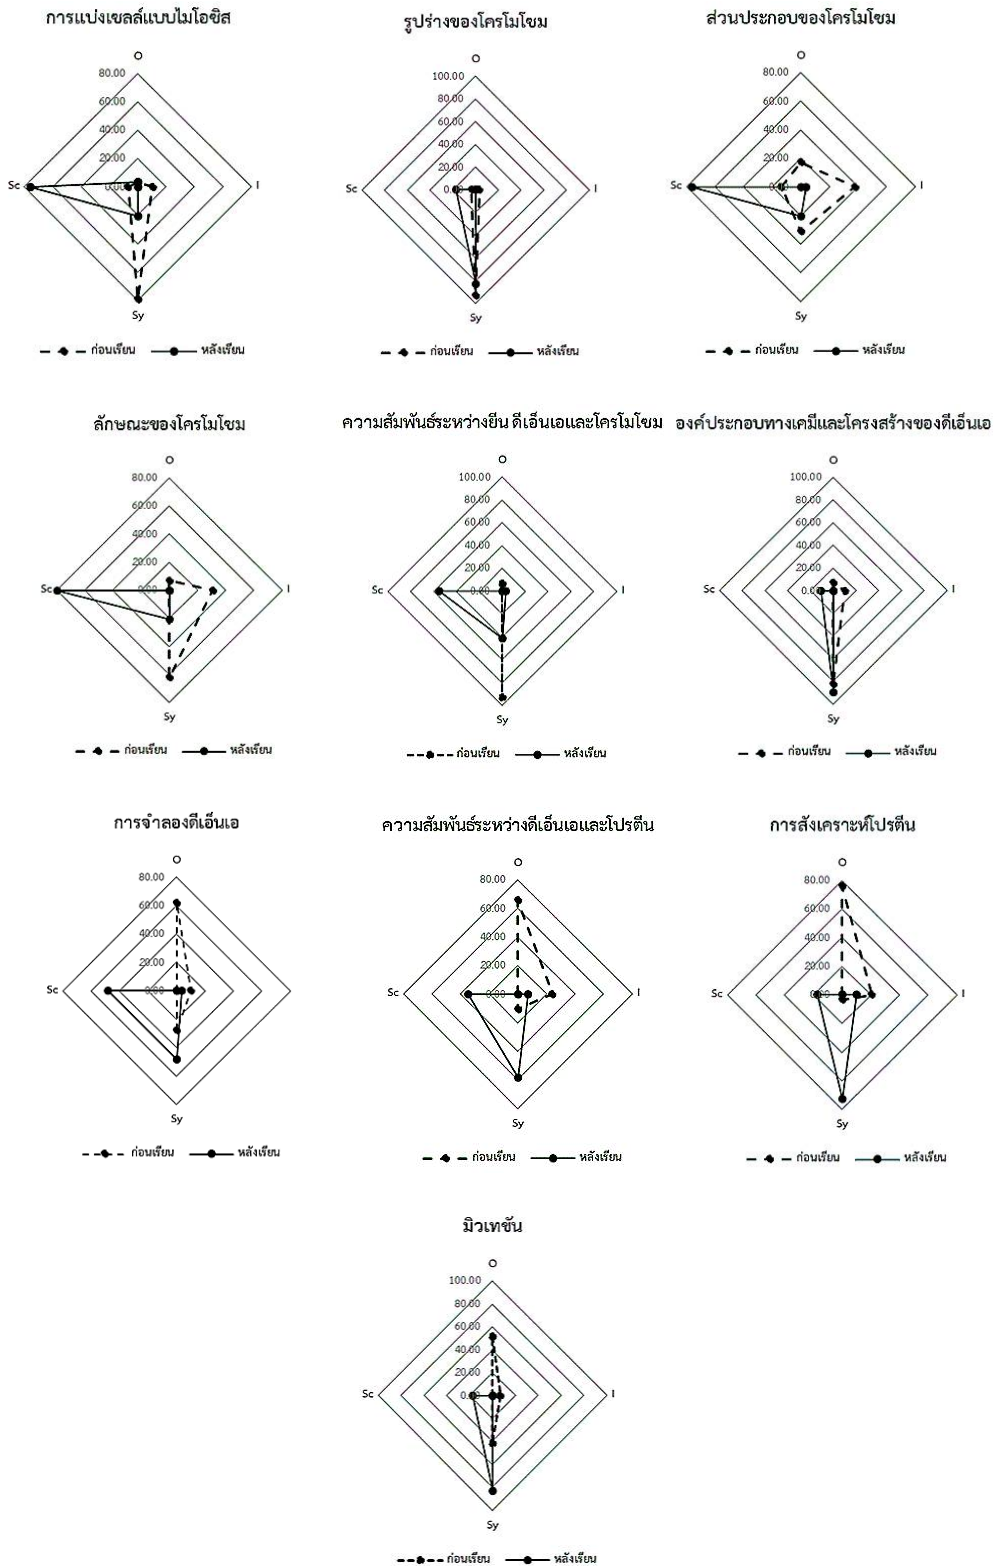 การแบ่งเซลล์แบบไมโอซิส
O
80.00
60.00
40.00
20.00
0.00
Sc
I
Sy
ก่อนเรียน หลังเรียน
รูปร่างของโครโมโซม
O
100.00
80.00
60.00
40.00
20.00
0.00
Sc
I
Sy
ก่อนเรียน หลังเรียน
ส่วนประกอบของโครโมโซม
O
80.00
60.00
40.00
20.00
0.00
Sc
I
Sy
ก่อนเรียน หลังเรียน
ลักษณะของโครโมโซม
O
80.00
60.00
40.00
20.00
0.00
Sc
I
Sy
ก่อนเรียน หลังเรียน
ความสัมพันธ์ระหว่างยีน ดีเอ็นเอและโครโมโซม
O
100.00
80.00
60.00
40.00
20.00
0.00
Sc
I
Sy
ก่อนเรียน หลังเรียน
องค์ประกอบทางเคมีและโครงสร้างของดีเอ็นเอ
O
100.00
80.00
60.00
40.00
20.00
0.00
Sc
I
Sy
ก่อนเรียน หลังเรียน
การจำลองดีเอ็นเอ
O
80.00
60.00
40.00
20.00
0.00
Sc
Sy
ก่อนเรียน หลังเรียน
ความสัมพันธ์ระหว่างดีเอ็นเอและโปรตีน
O
80.00
60.00
40.00
20.00
0.00
Sc
I
Sy
ก่อนเรียน หลังเรียน
การสังเคราะห์โปรตีน
O
80.00
60.00
40.00
20.00
0.00
Sc
I
Sy
ก่อนเรียน หลังเรียน
มิวเทชัน
O
100.00
80.00
60.00
40.00
20.00
0.00
Sc
I
Sy
ก่อนเรียน หลังเรียน